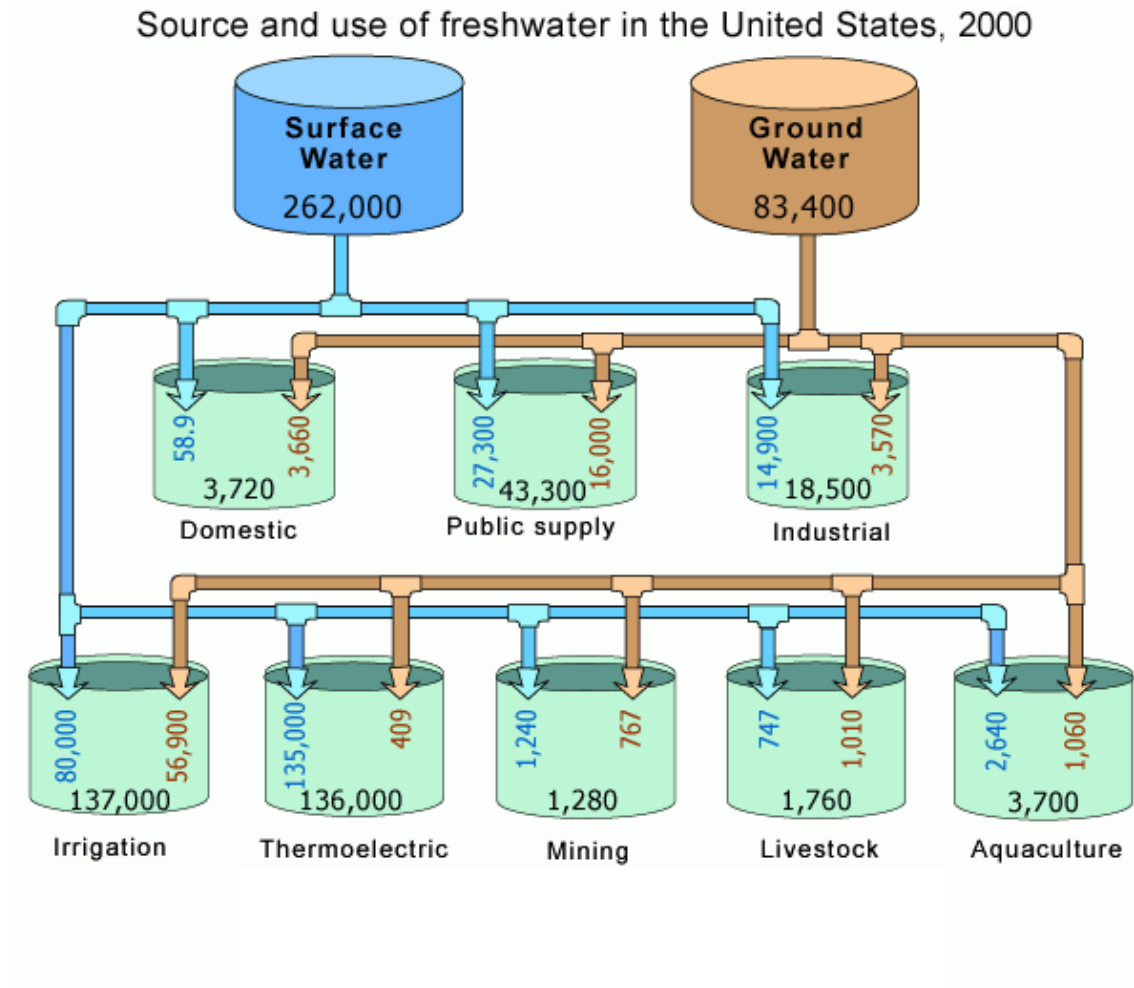 Source and use of freshwater in the United States, 2000
Surface
Water
262,000
Ground
Water
83,400
58.9
3,660
3,720
Domestic
27,300
16,000
43,300
Public supply
14,900
3,570
18,500
Industrial
80,000
56,900
137,000
Irrigation
135,000
409
136,000
Thermoelectric
1,240
767
1,280
Mining
747
1,010
1,760
Livestock
2,640
1,060
3,700
Aquaculture